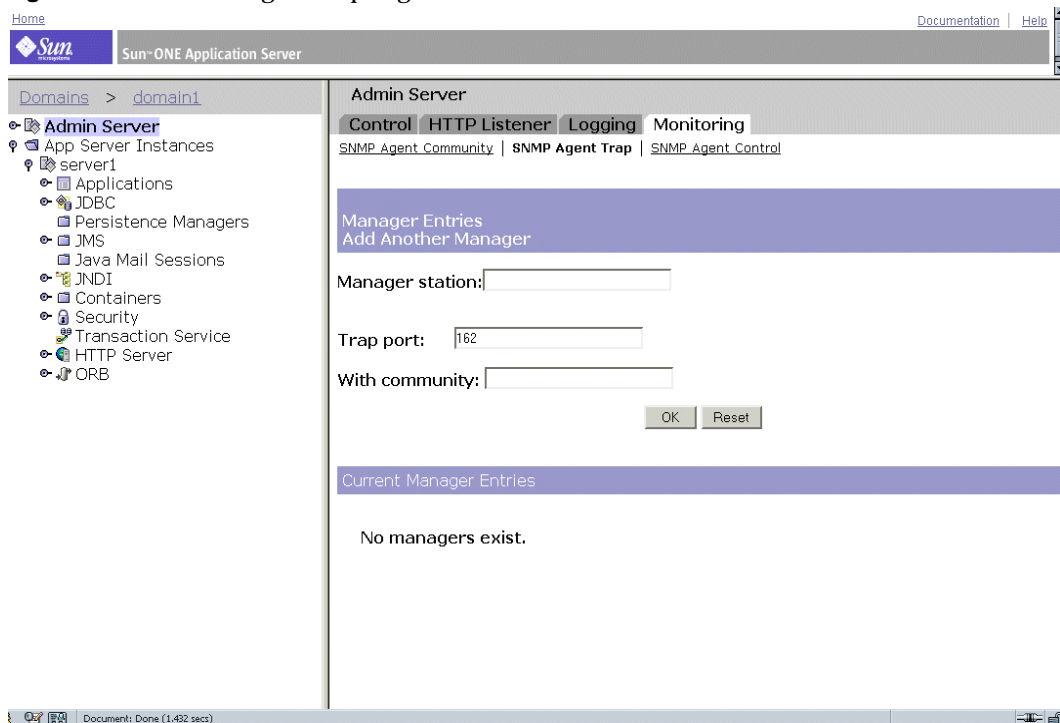 Home
Documentation | Help
Sun
microsystems
Sun™ ONE Application Server
Domains > domain1
Admin Server
App Server Instances
server1
Applications
JDBC
Persistence Managers
JMS
Java Mail Sessions
JNDI
Containers
Security
Transaction Service
HTTP Server
ORB
Admin Server
Control HTTP Listener Logging Monitoring
SNMP Agent Community | SNMP Agent Trap | SNMP Agent Control
Manager Entries
Add Another Manager
Manager station:
Trap port: 162
With community:
OK Reset
Current Manager Entries
No managers exist.
Document: Done (1.432 secs)